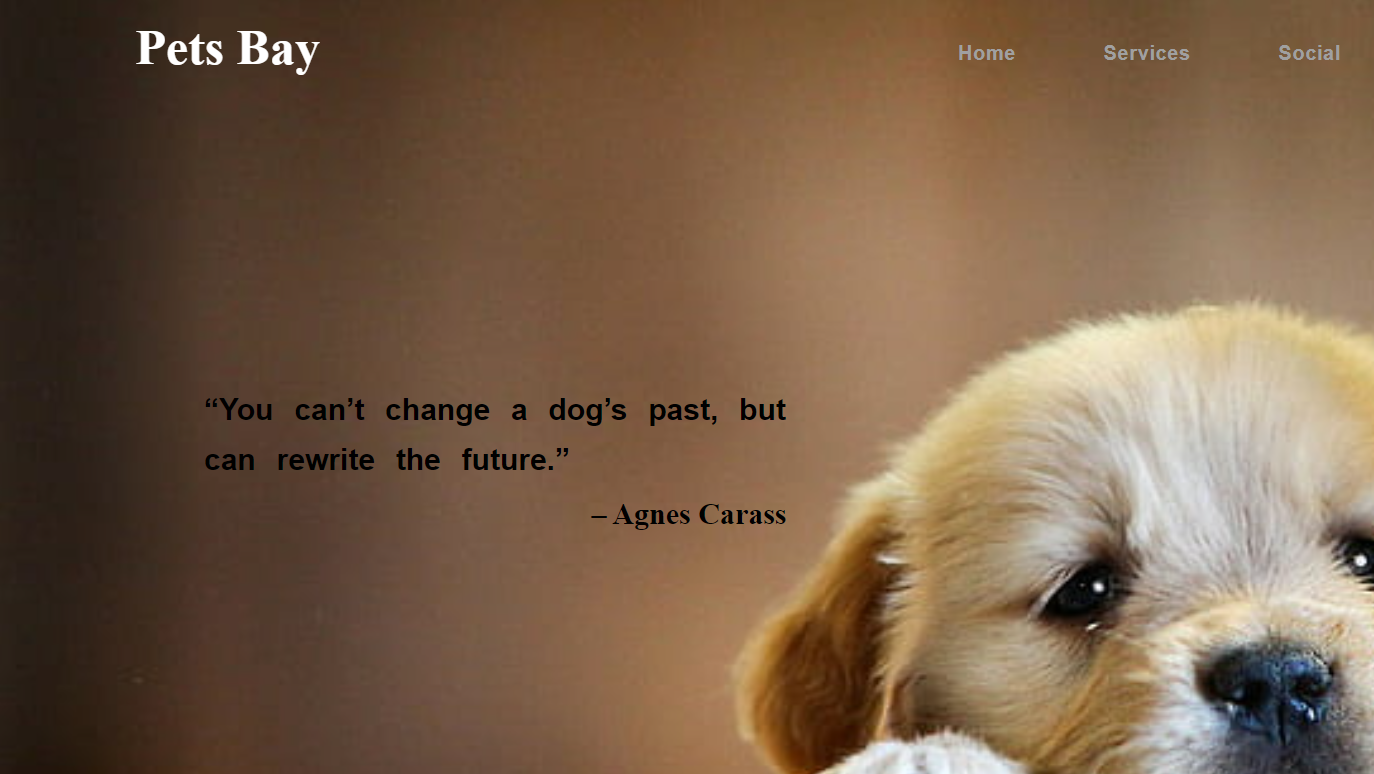 Pets Bay
Home Services Social
“You can’t change a dog’s past, but
can rewrite the future.”
– Agnes Carass